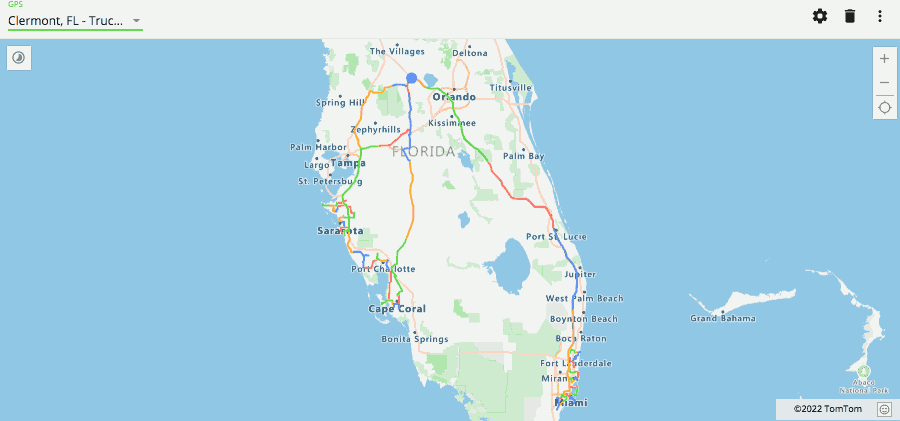 GPS
Clermont, FL - Truc...
The Villages
Deltona
Titusville
Orlando
Spring Hill
Kissimmee
Zephyrhills
Palm Harbor
FLORIDA
Palm Bay
Largo
Tampa
St. Petersburg
Sarasota
Port St. Lucie
Port Charlotte
Jupiter
West Palm Beach
Cape Coral
Boynton Beach
Grand Bahama
Bonita Springs
Boca Raton
Fort Lauderdale
Miami
Abaco
National Park
Miami
©2022 TomTom